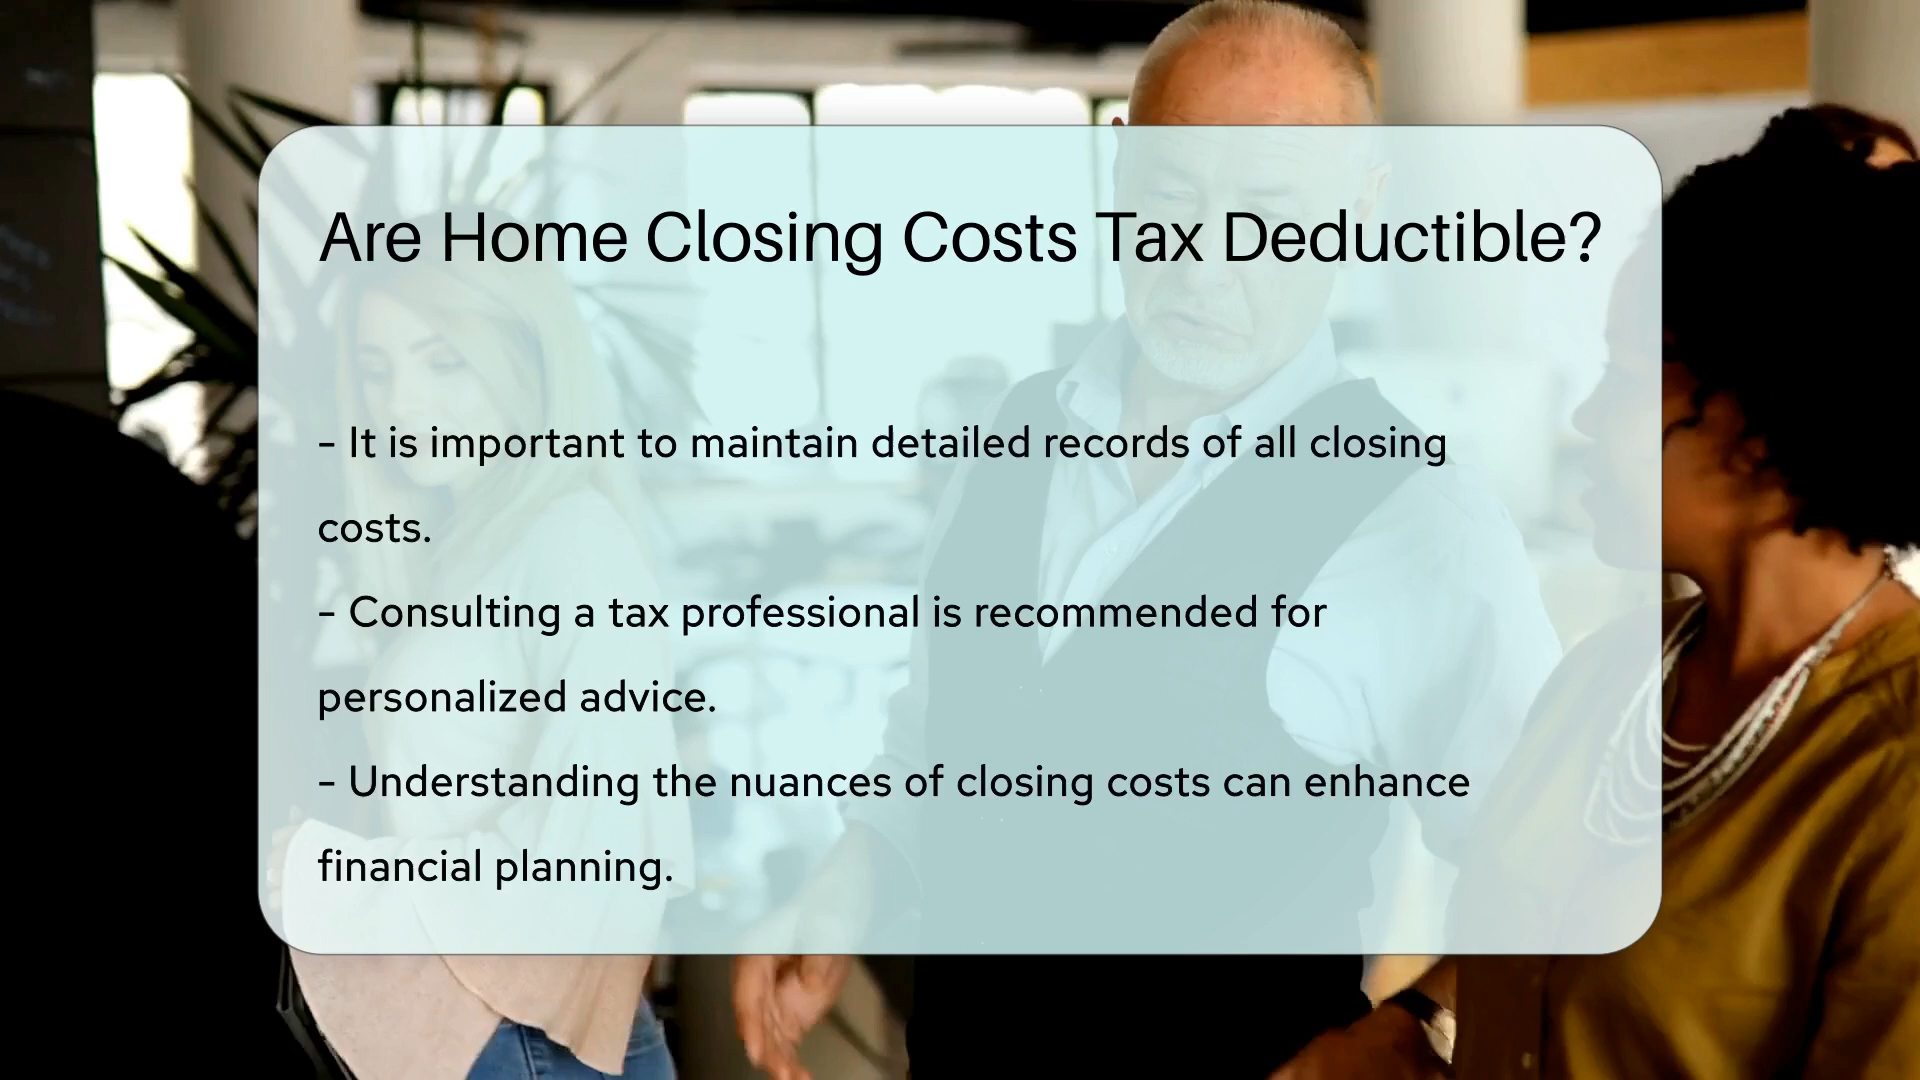 Are Home Closing Costs Tax Deductible?
- It is important to maintain detailed records of all closing
costs.
- Consulting a tax professional is recommended for
personalized advice.
- Understanding the nuances of closing costs can enhance
financial planning.